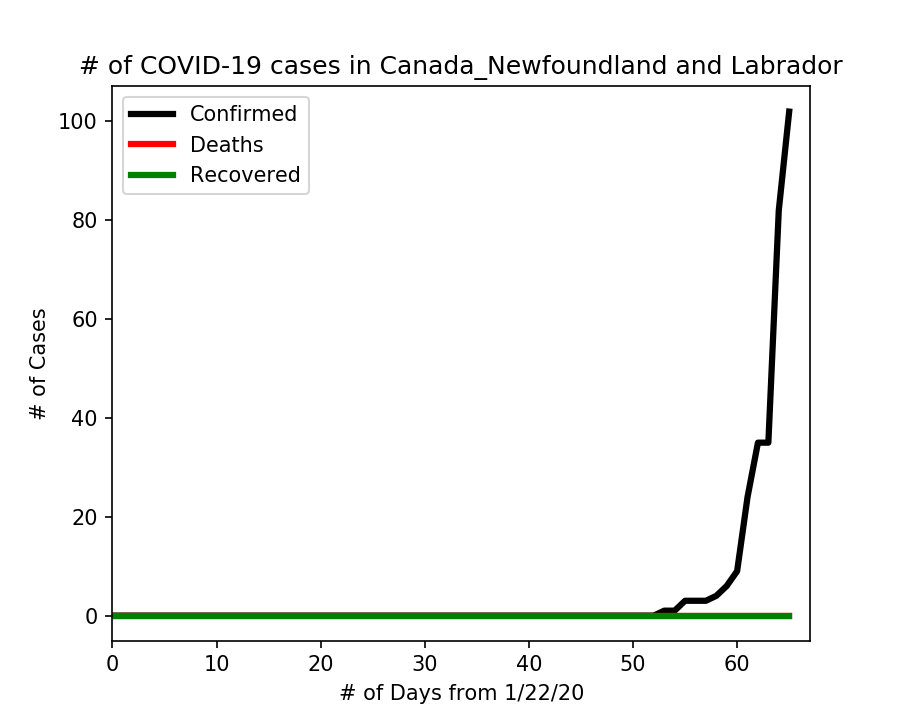 # of COVID-19 cases in Canada_Newfoundland and Labrador
Confirmed
Deaths
Recovered
100
80
60
40
20
0
# of Cases
0 10 20 30 40 50 60
# of Days from 1/22/20